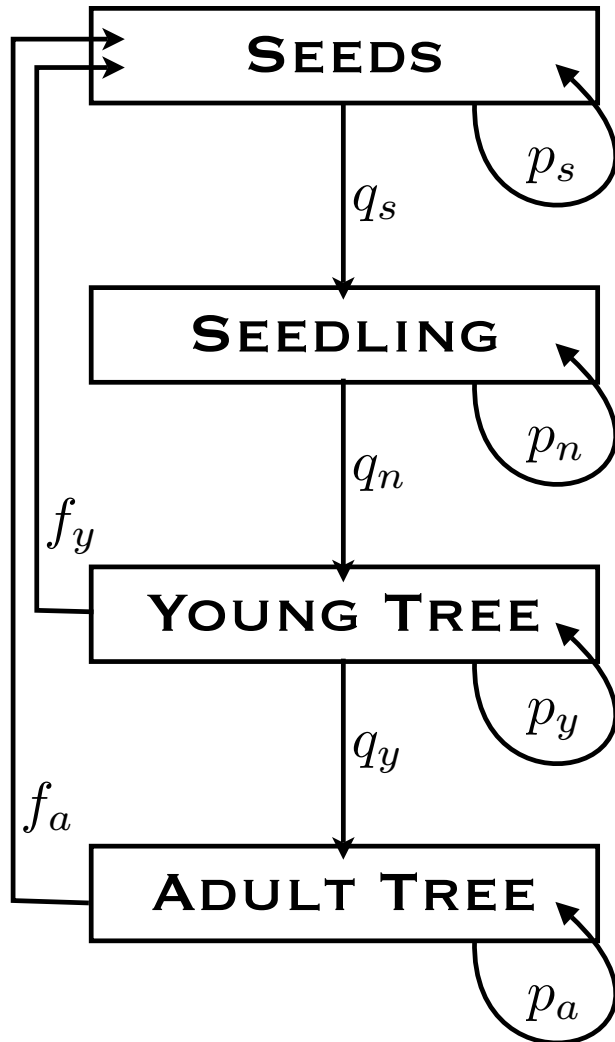 SEEDS
p_s
q_s
SEEDLING
p_n
q_n
f_y
YOUNG TREE
p_y
q_y
f_a
ADULT TREE
p_a